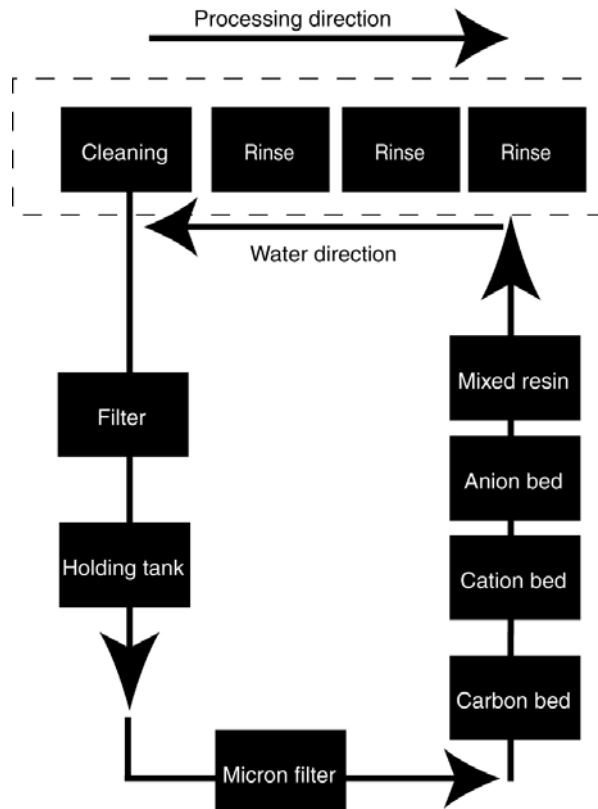 Processing direction
Cleaning
Rinse
Rinse
Rinse
Water direction
Mixed resin
Filter
Anion bed
Holding tank
Cation bed
Carbon bed
Micron filter